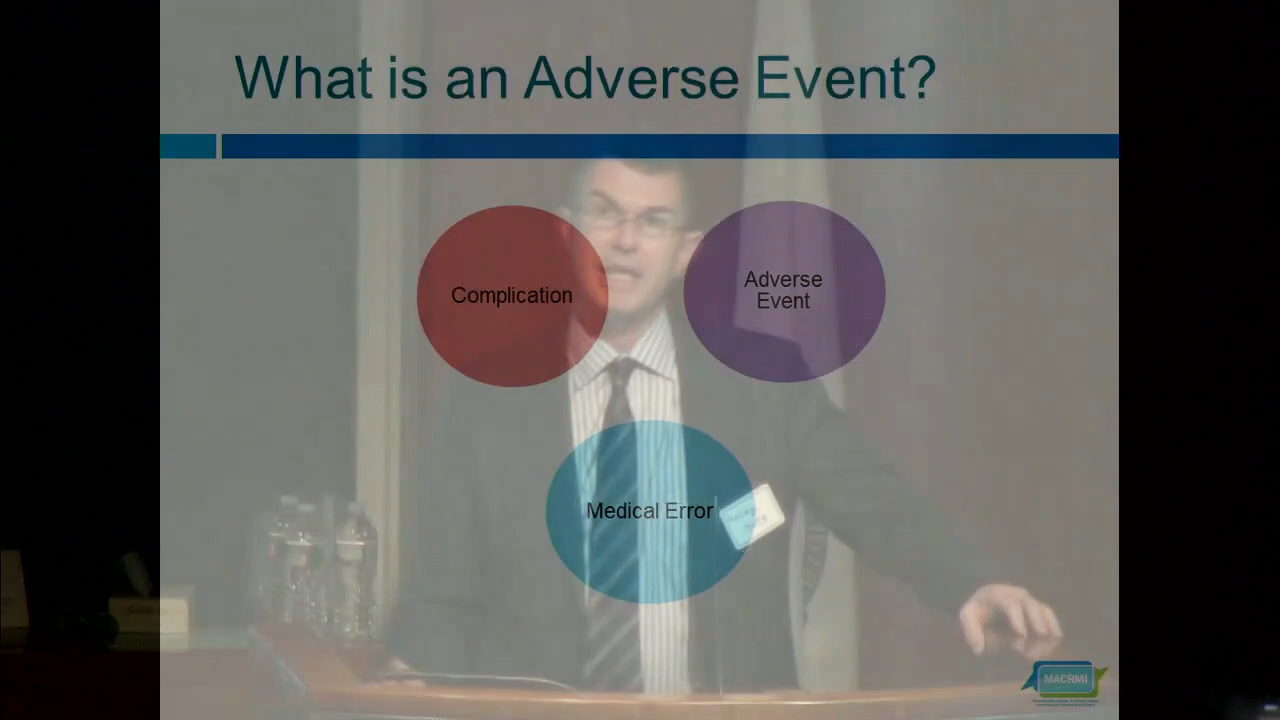 What is an Adverse Event?
Complication
Adverse
Event
Medical Error
MACRMI